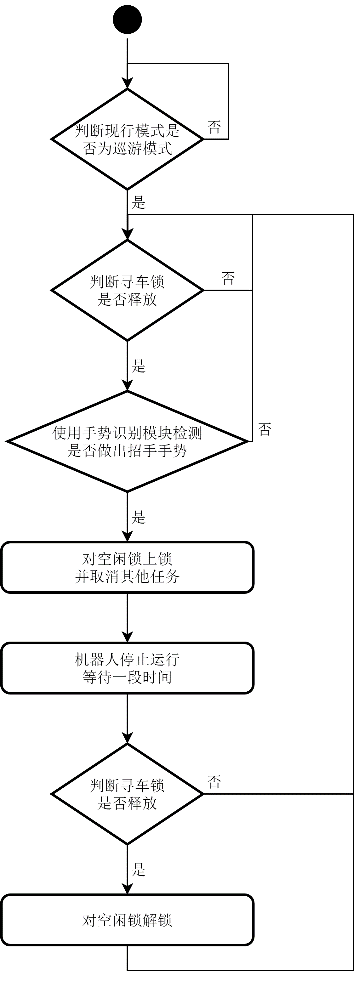 判断现行模式是
否为巡游模式
否
是
判断寻车锁
是否释放
否
是
使用手势识别模块检测
是否做出招手手势
否
是
对空闲锁上锁
并取消其他任务
机器人停止运行
等待一段时间
判断寻车锁
是否释放
否
是
对空闲锁解锁